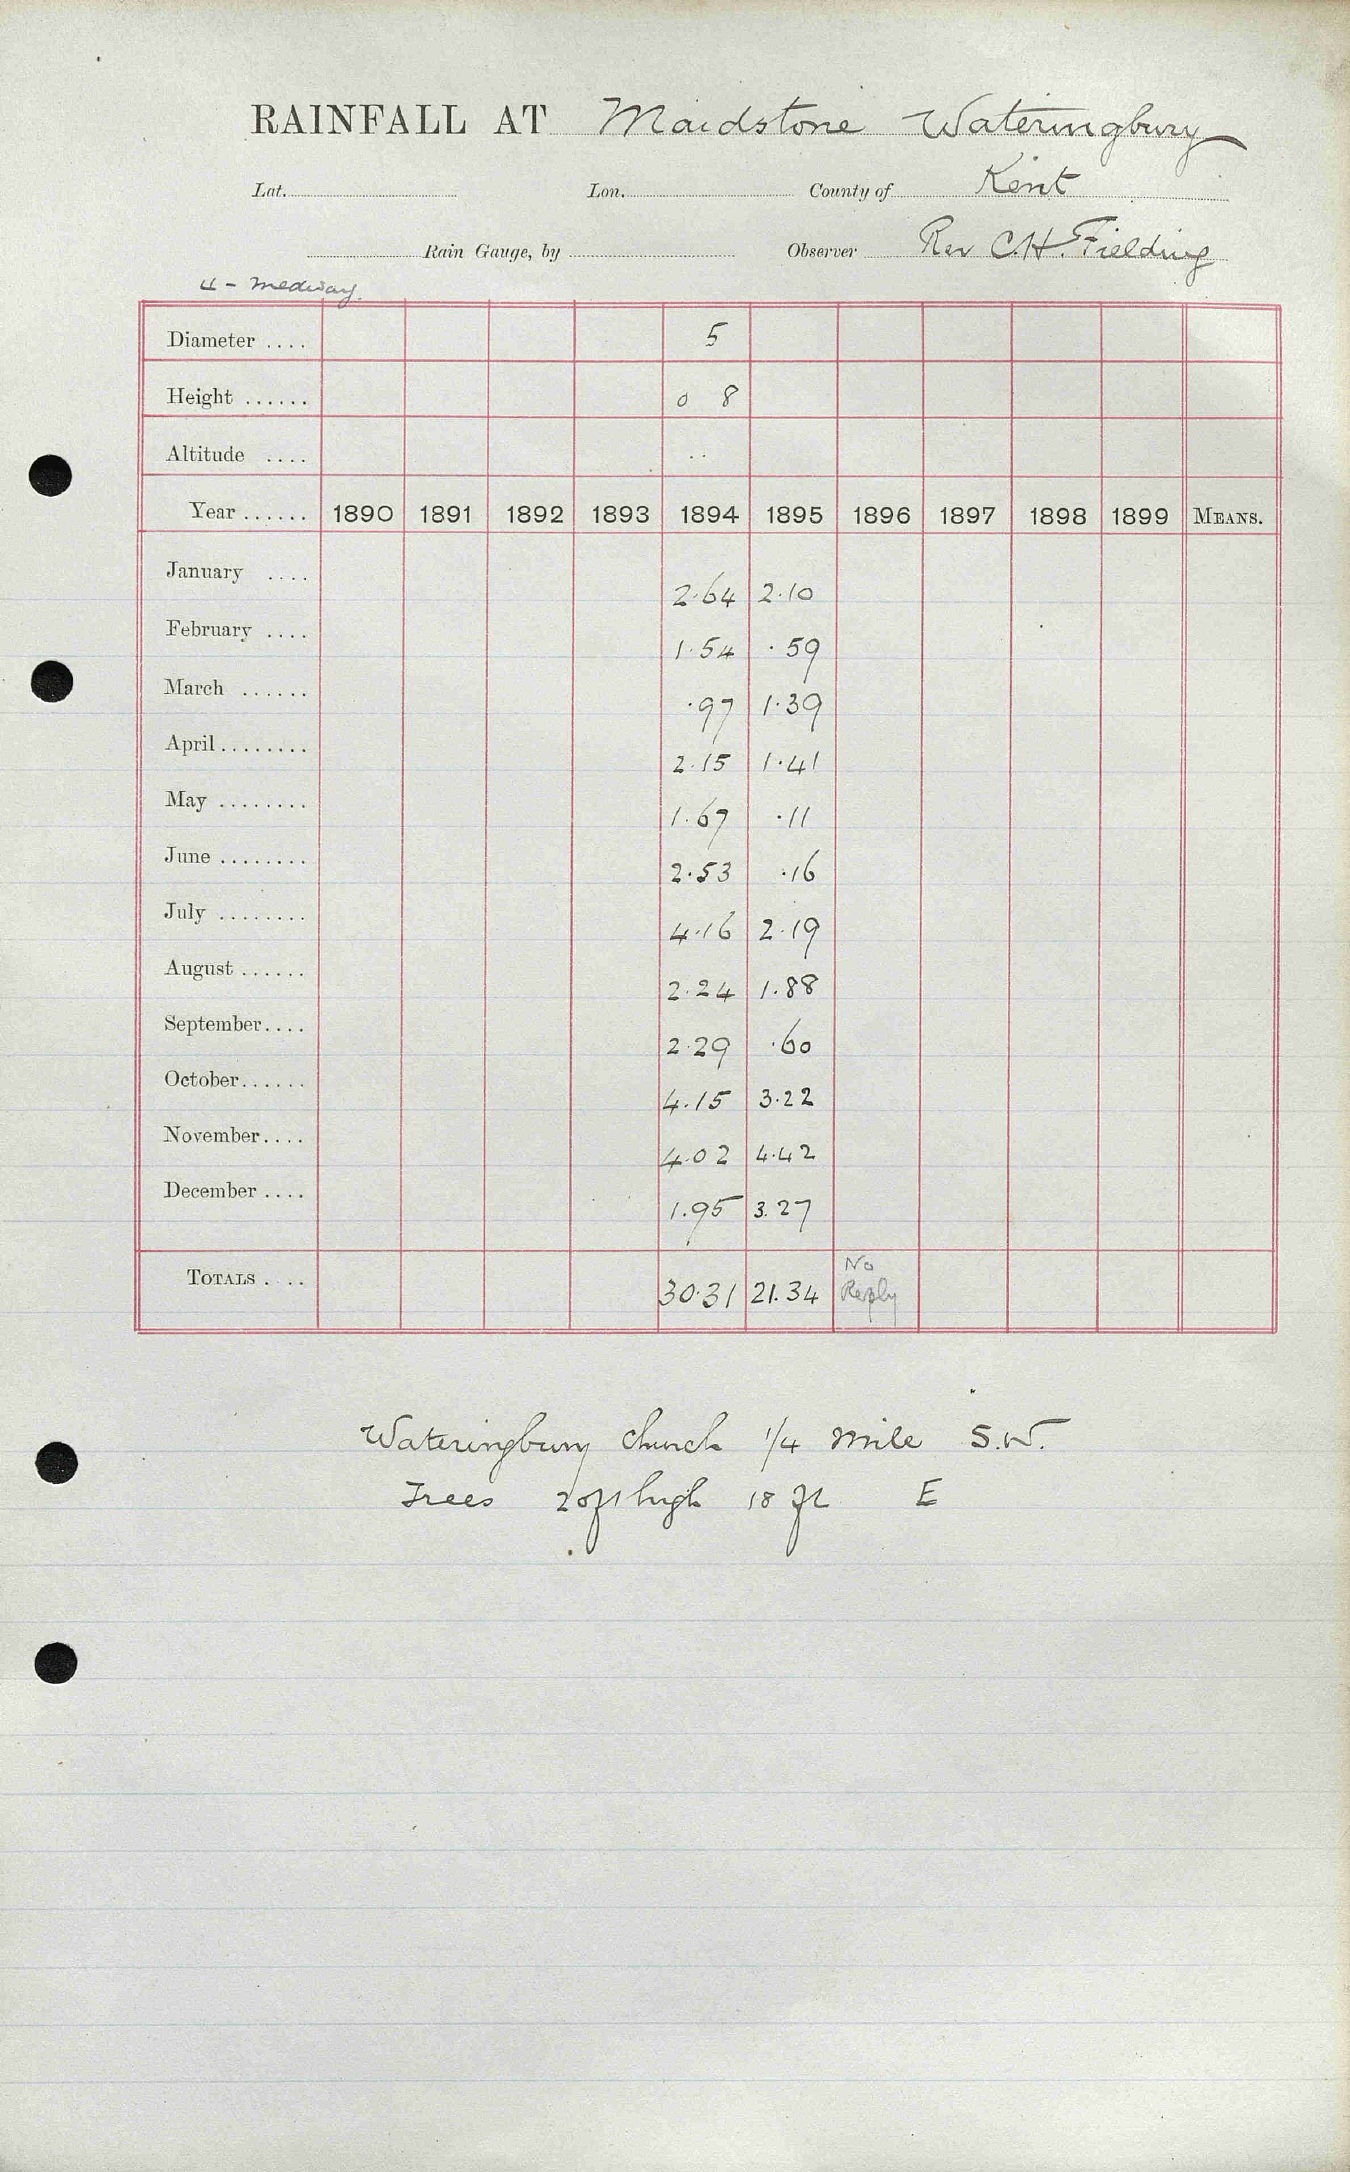 RAINFALL AT Maidstone Wateringbury
Lat. Lon. County of Kent
Rain Gauge, by Observer Rev C.H. Fielding
4 - Medway
Diameter .... 5
Height ...... 0 8
Altitude .... ..
Year ...... 1890 1891 1892 1893 1894 1895 1896 1897 1898 1899 MEANS.
January .... 2.64 2.10
February .... 1.54 .59
March ...... .97 1.39
April ........ 2.15 1.41
May ........ 1.67 .11
June ........ 2.53 .16
July ........ 4.16 2.19
August ...... 2.24 1.88
September .... 2.29 .60
October ...... 4.15 3.22
November .... 4.02 4.42
December .... 1.95 3.27
TOTALS . .. 30.31 21.34 No Reply
Wateringbury Church 1/4 mile S.W.
Trees 20ft high 18 ft E